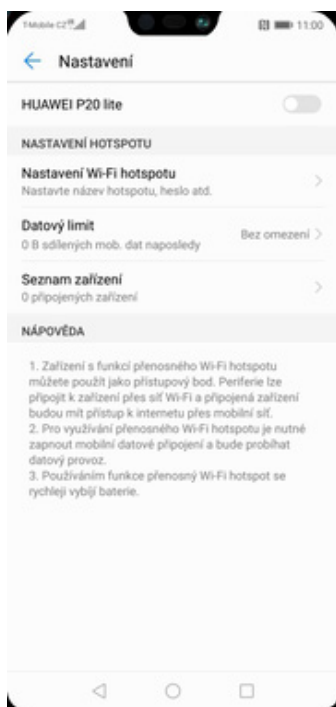 T-Mobile CZ
11:00
Nastavení
HUAWEI P20 lite
NASTAVENÍ HOTSPOTU
Nastavení Wi-Fi hotspotu
Nastavte název hotspotu, heslo atd.
Datový limit
0 B sdílených mob. dat naposledy
Bez omezení
Seznam zařízení
0 připojených zařízení
NÁPOVĚDA
1. Zařízení s funkcí přenosného Wi-Fi hotspotu
můžete použít jako přístupový bod. Periferie lze
připojit k zařízení přes síť Wi-Fi a připojená zařízení
budou mít přístup k internetu přes mobilní síť.
2. Pro využívání přenosného Wi-Fi hotspotu je nutné
zapnout mobilní datové připojení a bude probíhat
datový provoz.
3. Používáním funkce přenosný Wi-Fi hotspot se
rychleji vybíjí baterie.